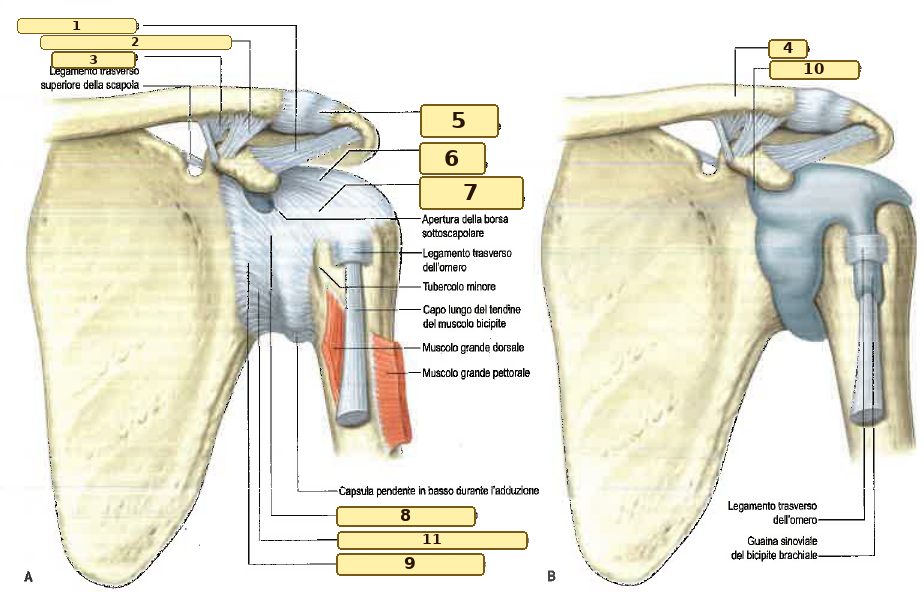 1
2
3
Legamento trasverso
superiore della scapola
4
10
5
6
7
Apertura della borsa
sottoscapolare
Legamento trasverso
dell'omero
Tubercolo minore
Capo lungo del tendine
del muscolo bicipite
Muscolo grande dorsale
Muscolo grande pettorale
Capsula pendente in basso durante l'adduzione
8
11
9
A
Legamento trasverso
dell'omero
Guaina sinoviale
del bicipite brachiale
B